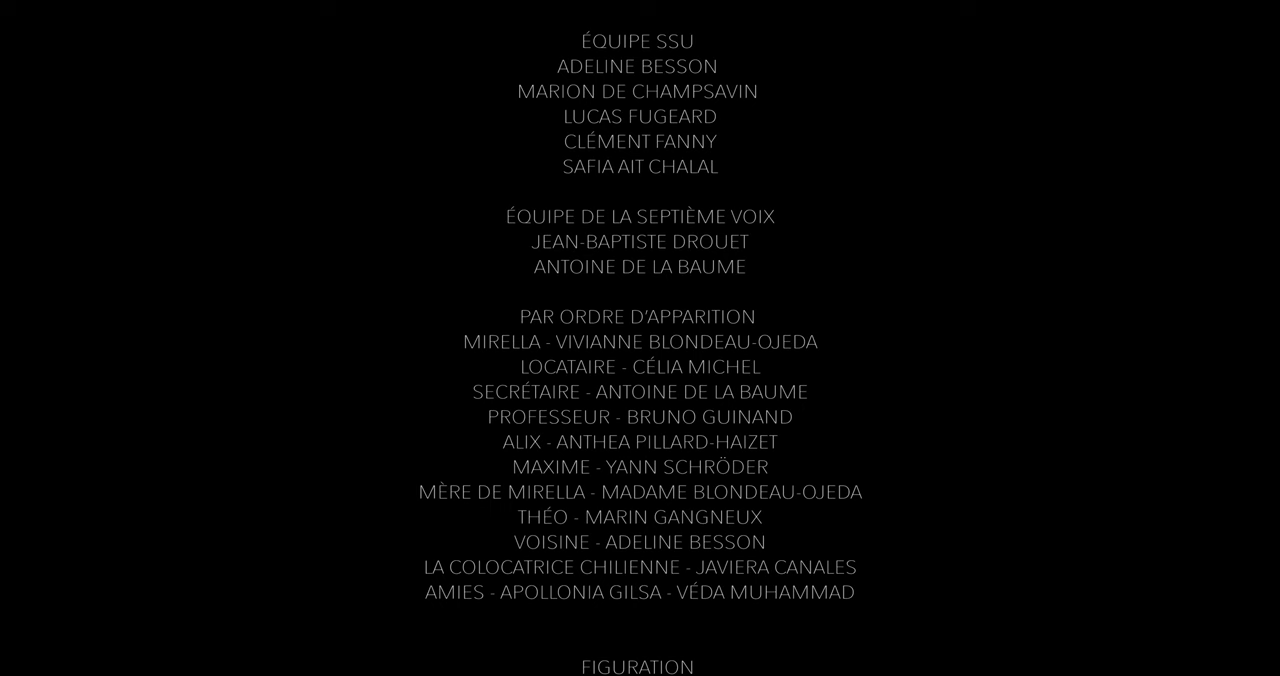 ÉQUIPE SSU
ADELINE BESSON
MARION DE CHAMPSAVIN
LUCAS FUGEARD
CLÉMENT FANNY
SAFIA AIT CHALAL
ÉQUIPE DE LA SEPTIÈME VOIX
JEAN-BAPTISTE DROUET
ANTOINE DE LA BAUME
PAR ORDRE D'APPARITION
MIRELLA - VIVIANNE BLONDEAU-OJEDA
LOCATAIRE - CÉLIA MICHEL
SECRÉTAIRE - ANTOINE DE LA BAUME
PROFESSEUR - BRUNO GUINAND
ALIX - ANTHEA PILLARD-HAIZET
MAXIME - YANN SCHRÖDER
MÈRE DE MIRELLA - MADAME BLONDEAU-OJEDA
THÉO - MARIN GANGNEUX
VOISINE - ADELINE BESSON
LA COLOCATRICE CHILIENNE - JAVIERA CANALES
AMIES - APOLLONIA GILSA - VÉDA MUHAMMAD
FIGURATION